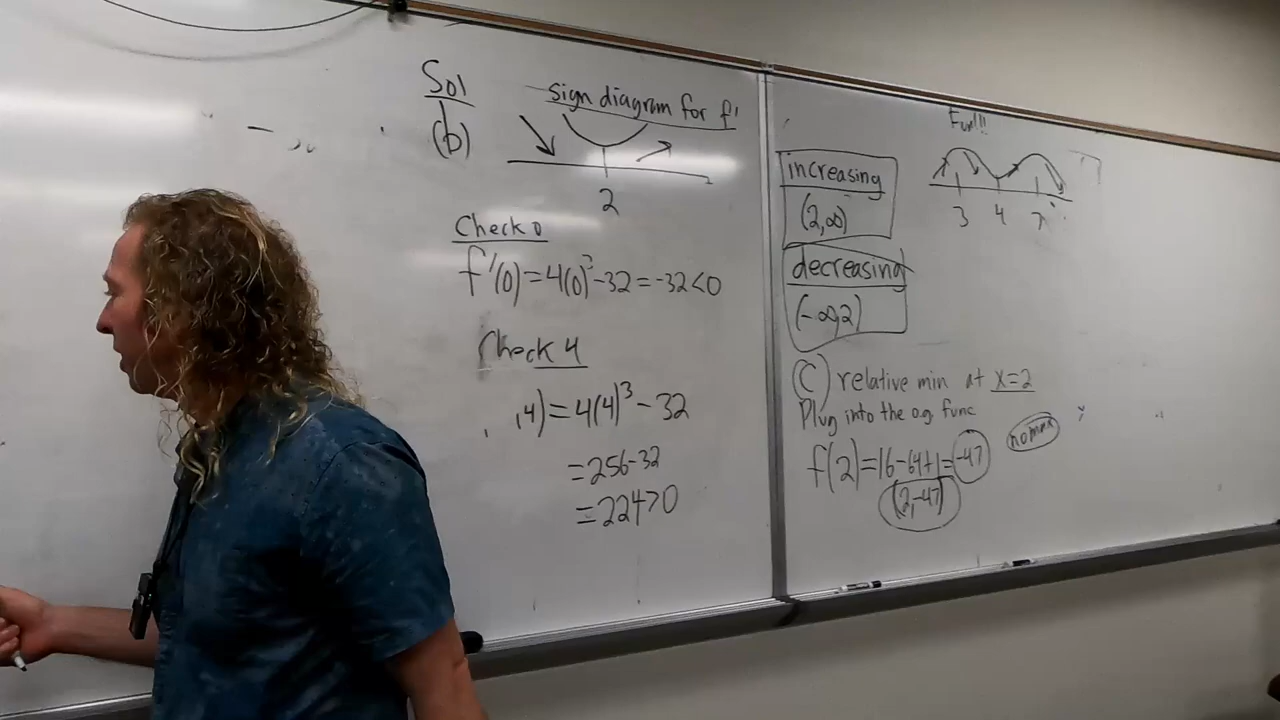 Sol
(b)
sign diagram for f'
2
Check 0
f'(0)=4(0)³-32=-32<0
Check 4
4)=4(4)³-32
=256-32
=224>0
increasing
(2,∞)
decreasing
(-∞,2)
Fun!!!
3 4 7
(C) relative min at x=2
Plug into the og func
no max
f(2)=16-64+1=-47
(2,-47)